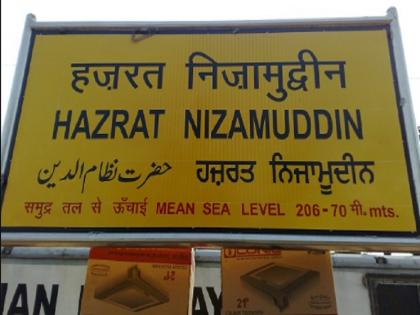 हज़रत निज़ामुद्दीन
HAZRAT NIZAMUDDIN
حضرت نظام الدین ਹਜ਼ਰਤ ਨਿਜਾਮੂਦੀਨ
समुद्र तल से ऊँचाई MEAN SEA LEVEL 206-70 मी. mts.